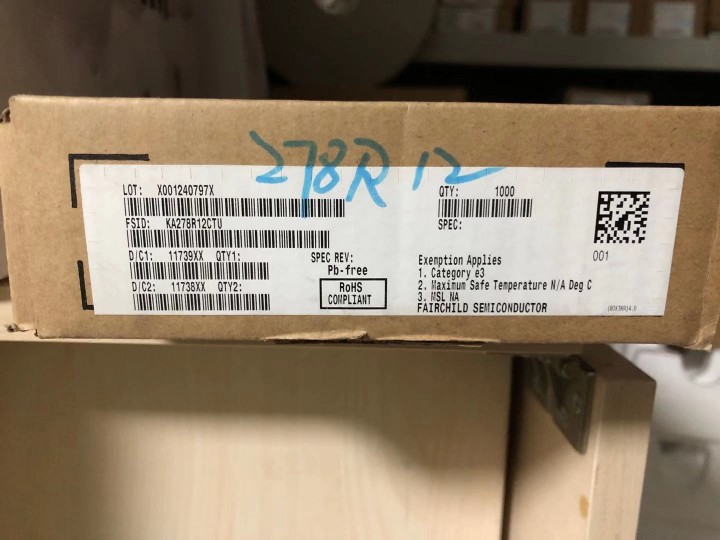 278R12
LOT: X001240797X
QTY: 1000
FSID: KA278R12CTU
SPEC:
D/C1: 11739XX QTY1:
SPEC REV:
Pb-free
D/C2: 11738XX QTY2:
RoHS
COMPLIANT
001
Exemption Applies
1. Category e3
2. Maximum Safe Temperature N/A Deg C
3. MSL NA
FAIRCHILD SEMICONDUCTOR